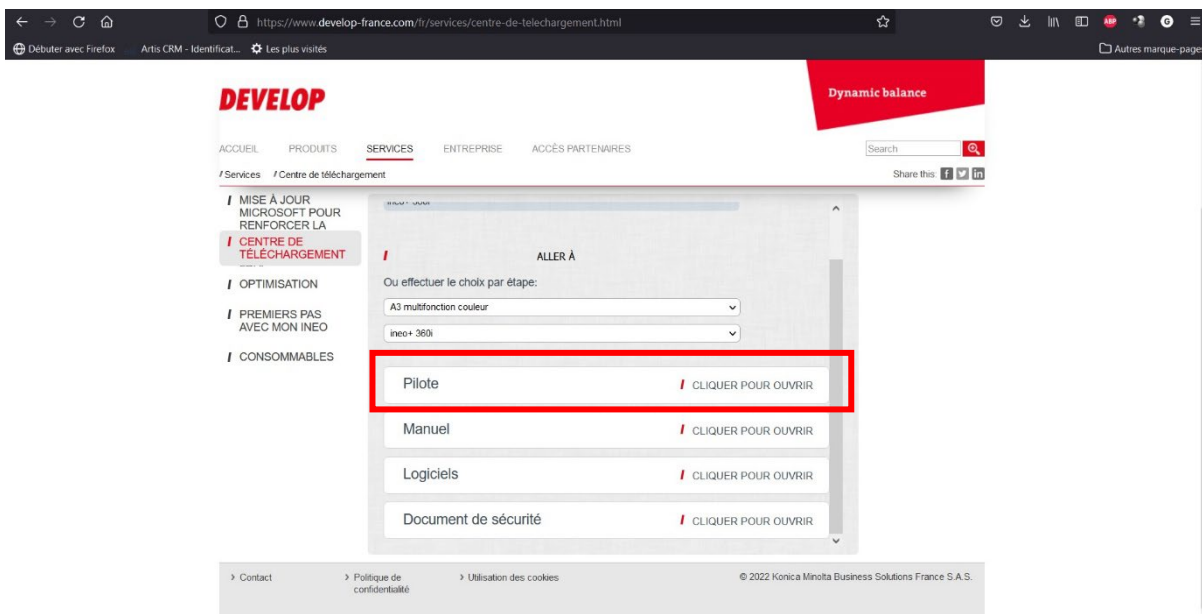 https://www.develop-france.com/fr/services/centre-de-telechargement.html
ABP
G
Débuter avec Firefox
Artis CRM - Identificat...
Les plus visités
Autres marque-page
DEVELOP
Dynamic balance
ACCUEIL PRODUITS SERVICES ENTREPRISE ACCÈS PARTENAIRES
Search
/ Services / Centre de téléchargement
Share this:
MISE À JOUR
MICROSOFT POUR
RENFORCER LA
CENTRE DE
TÉLÉCHARGEMENT
OPTIMISATION
PREMIERS PAS
AVEC MON INEO
CONSOMMABLES
ineo+ 360i
ALLER À
Ou effectuer le choix par étape:
A3 multifonction couleur
ineo+ 360i
Pilote CLIQUER POUR OUVRIR
Manuel CLIQUER POUR OUVRIR
Logiciels CLIQUER POUR OUVRIR
Document de sécurité CLIQUER POUR OUVRIR
> Contact
> Politique de
confidentialité
> Utilisation des cookies
© 2022 Konica Minolta Business Solutions France S.A.S.